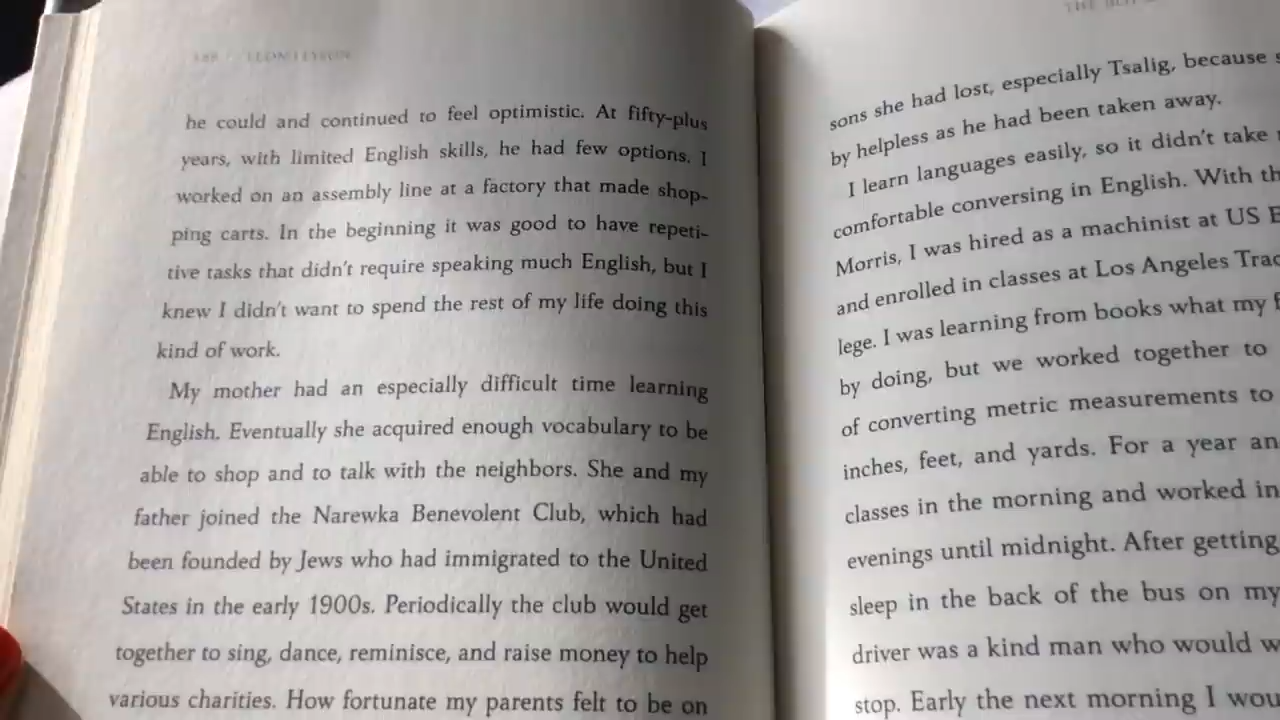 LEON LEYSON
he could and continued to feel optimistic. At fifty-plus
years, with limited English skills, he had few options. I
worked on an assembly line at a factory that made shop-
ping carts. In the beginning it was good to have repeti-
tive tasks that didn't require speaking much English, but I
knew I didn't want to spend the rest of my life doing this
kind of work.
My mother had an especially difficult time learning
English. Eventually she acquired enough vocabulary to be
able to shop and to talk with the neighbors. She and my
father joined the Narewka Benevolent Club, which had
been founded by Jews who had immigrated to the United
States in the early 1900s. Periodically the club would get
together to sing, dance, reminisce, and raise money to help
various charities. How fortunate my parents felt to be on
THE
sons she had lost, especially Tsalig, because
by helpless as he had been taken away.
I learn languages easily, so it didn't take
comfortable conversing in English. With
Morris, I was hired as a machinist at US
and enrolled in classes at Los Angeles
lege. I was learning from books what my
by doing, but we worked together to
of converting metric measurements to
inches, feet, and yards. For a year
classes in the morning and worked in
evenings until midnight. After getting
sleep in the back of the bus on my
driver was a kind man who would
stop. Early the next morning I